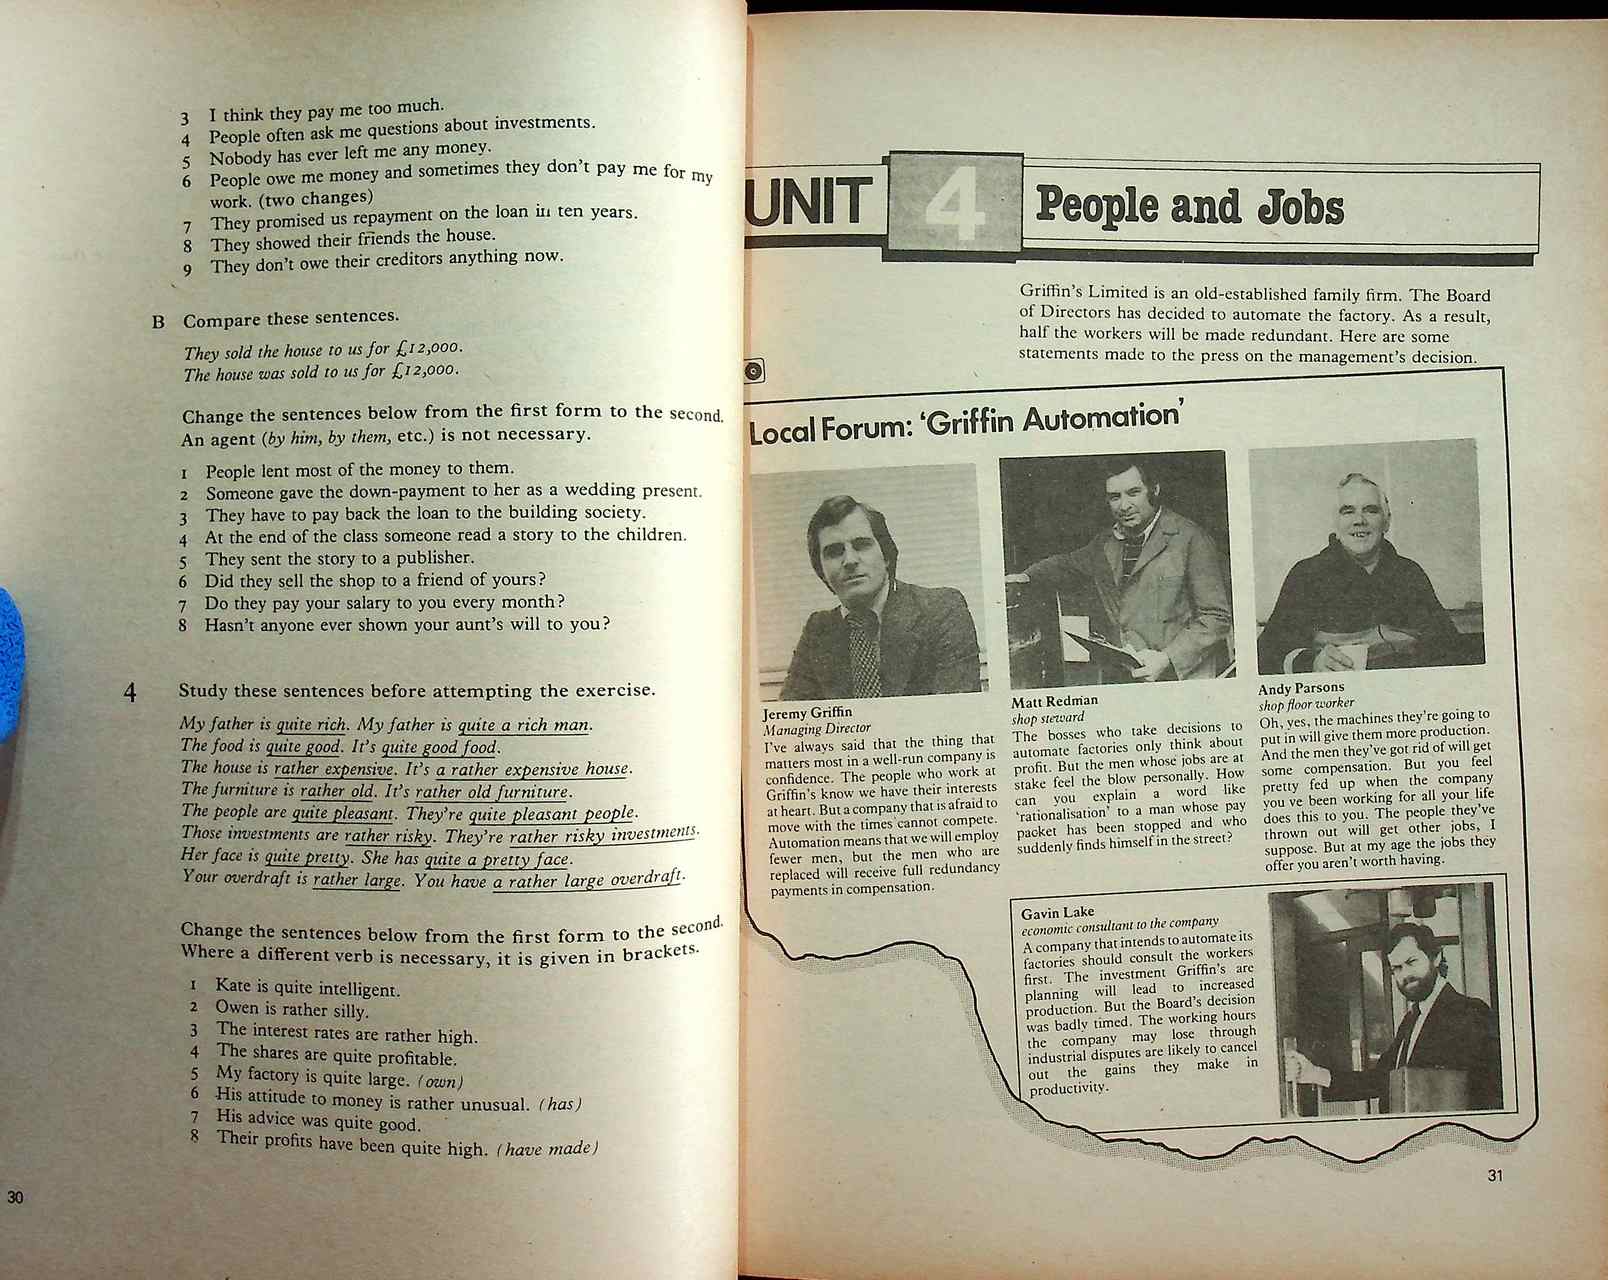 3 I think they pay me too much.
4 People often ask me questions about investments.
5 Nobody has ever left me any money.
6 People owe me money and sometimes they don't pay me for my
work. (two changes)
7 They promised us repayment on the loan in ten years.
8 They showed their friends the house.
9 They don't owe their creditors anything now.
B Compare these sentences.
They sold the house to us for £12,000.
The house was sold to us for £12,000.
Change the sentences below from the first form to the second.
An agent (by him, by them, etc.) is not necessary.
1 People lent most of the money to them.
2 Someone gave the down-payment to her as a wedding present.
3 They have to pay back the loan to the building society.
4 At the end of the class someone read a story to the children.
5 They sent the story to a publisher.
6 Did they sell the shop to a friend of yours?
7 Do they pay your salary to you every month?
8 Hasn't anyone ever shown your aunt's will to you?
4 Study these sentences before attempting the exercise.
My father is quite rich. My father is quite a rich man.
The food is quite good. It's quite good food.
The house is rather expensive. It's a rather expensive house.
The furniture is rather old. It's rather old furniture.
The people are quite pleasant. They're quite pleasant people.
Those investments are rather risky. They're rather risky investments.
Her face is quite pretty. She has quite a pretty face.
Your overdraft is rather large. You have a rather large overdraft.
Change the sentences below from the first form to the second.
Where a different verb is necessary, it is given in brackets.
1 Kate is quite intelligent.
2 Owen is rather silly.
3 The interest rates are rather high.
4 The shares are quite profitable.
5 My factory is quite large. (own)
6 His attitude to money is rather unusual. (has)
7 His advice was quite good.
8 Their profits have been quite high. (have made)
30
UNIT 4 People and Jobs
Griffin's Limited is an old-established family firm. The Board
of Directors has decided to automate the factory. As a result,
half the workers will be made redundant. Here are some
statements made to the press on the management's decision.
Local Forum: 'Griffin Automation'
Jeremy Griffin
Managing Director
I've always said that the thing that
matters most in a well-run company is
confidence. The people who work at
Griffin's know we have their interests
at heart. But a company that is afraid to
move with the times cannot compete.
Automation means that we will employ
fewer men, but the men who are
replaced will receive full redundancy
payments in compensation.
Matt Redman
shop steward
The bosses who take decisions to
automate factories only think about
profit. But the men whose jobs are at
stake feel the blow personally. How
can you explain a word like
'rationalisation' to a man whose pay
packet has been stopped and who
suddenly finds himself in the street?
Andy Parsons
shop floor worker
Oh, yes, the machines they're going to
put in will give them more production.
And the men they've got rid of will get
some compensation. But you feel
pretty fed up when the company
you've been working for all your life
does this to you. The people they've
thrown out will get other jobs, I
suppose. But at my age the jobs they
offer you aren't worth having.
Gavin Lake
economic consultant to the company
A company that intends to automate its
factories should consult the workers
first. The investment Griffin's are
planning will lead to increased
production. But the Board's decision
was badly timed. The working hours
the company may lose through
industrial disputes are likely to cancel
out the gains they make in
productivity.
31